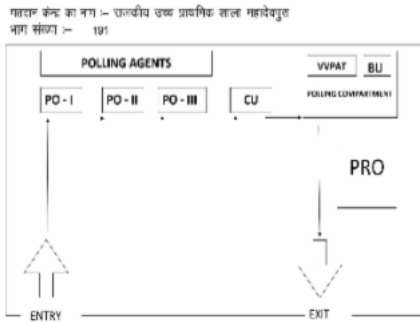 मतदान केन्द्र का नाम :- राजकीय उच्च प्राथमिक शाला महादेवपुरा
भाग संख्या :- 191
POLLING AGENTS
VVPAT BU
POLLING COMPARTMENT
PO - I PO - II PO - III CU
PRO
ENTRY EXIT